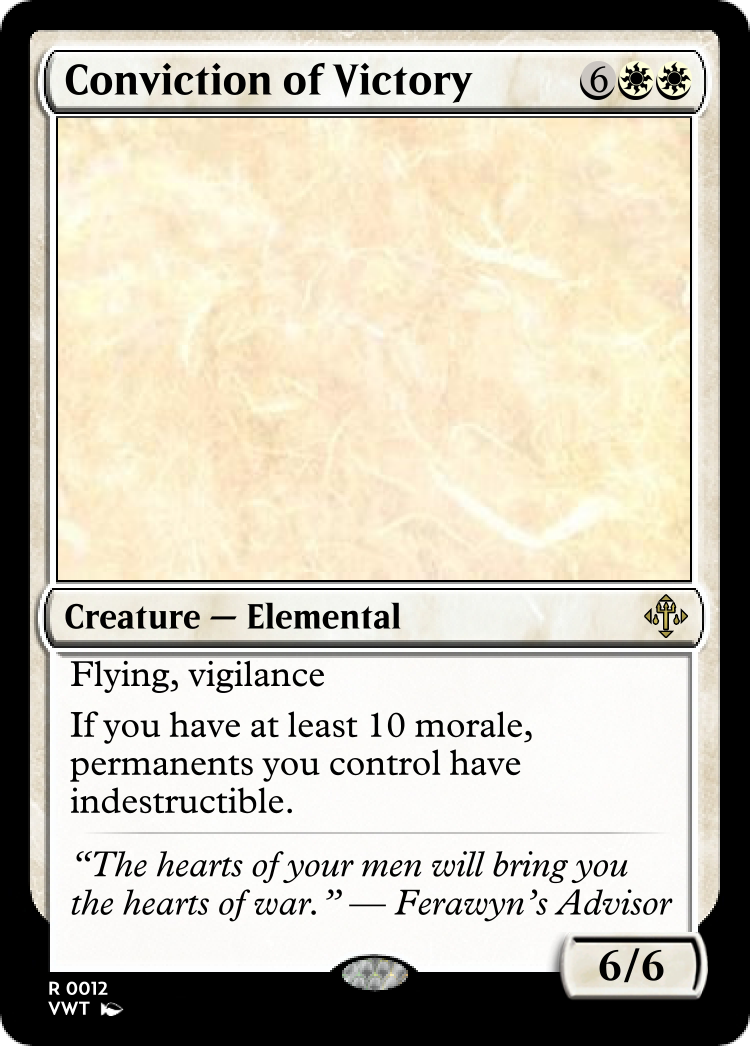 Conviction of Victory 6
Creature — Elemental
Flying, vigilance
If you have at least 10 morale,
permanents you control have
indestructible.
“The hearts of your men will bring you
the hearts of war.” — Ferawyn’s Advisor
6/6
R 0012
VWT